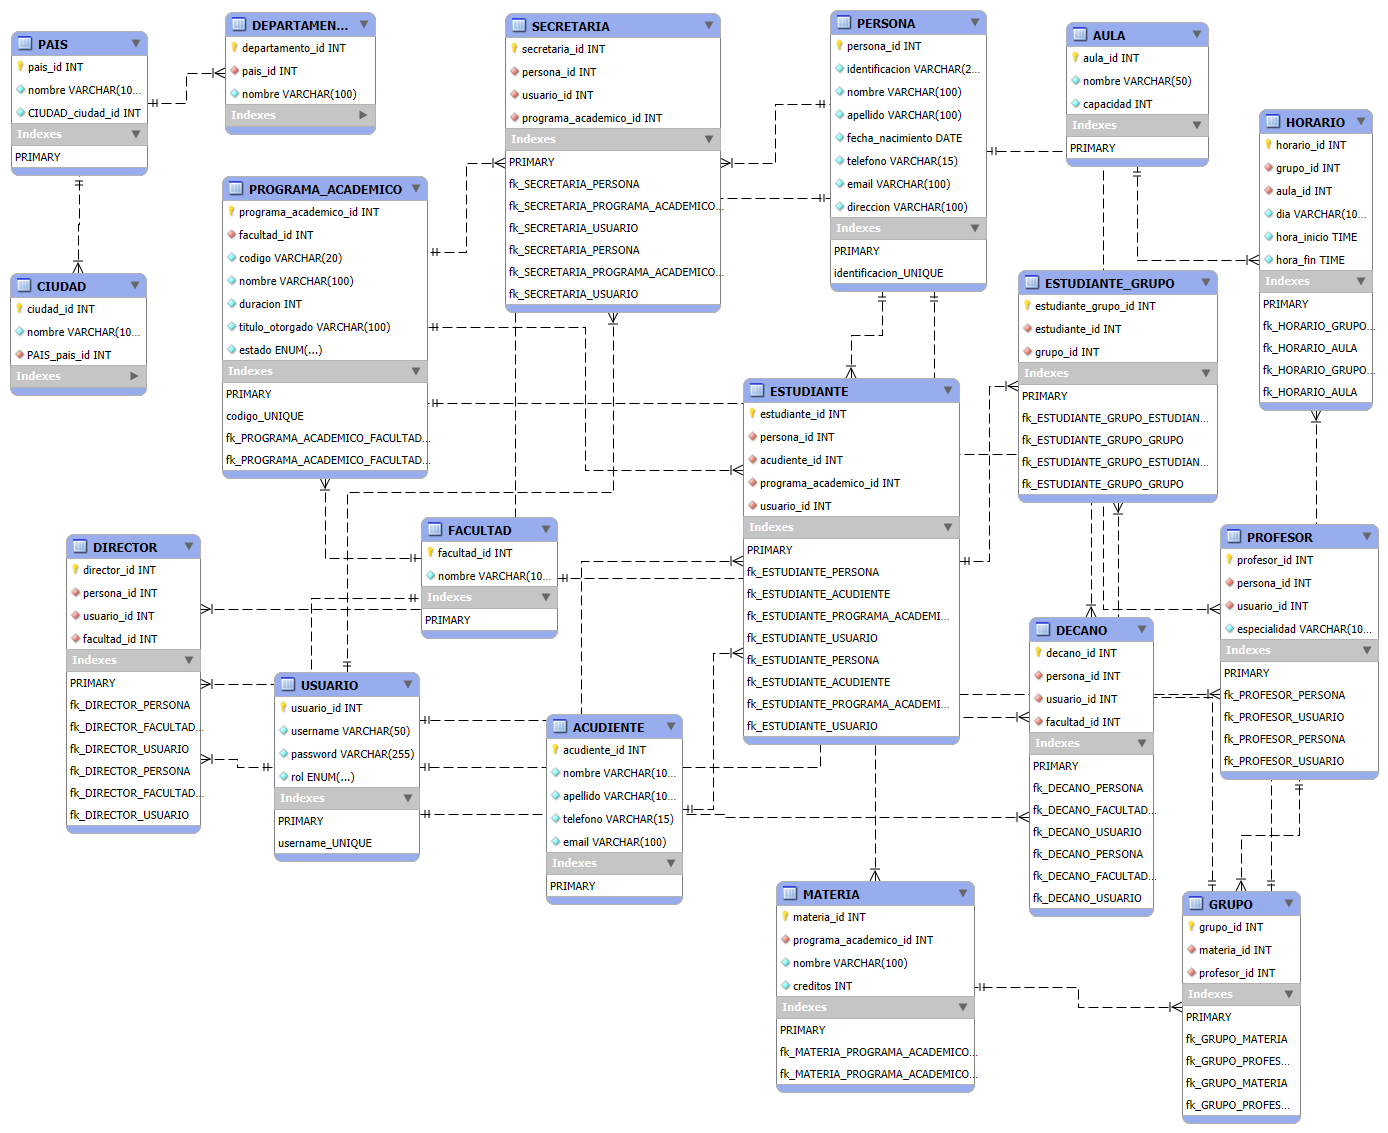 PAIS
pais_id INT
nombre VARCHAR(10...
CIUDAD_ciudad_id INT
Indexes
PRIMARY
DEPARTAMEN...
departamento_id INT
pais_id INT
nombre VARCHAR(100)
Indexes
SECRETARIA
secretaria_id INT
persona_id INT
usuario_id INT
programa_academico_id INT
Indexes
PRIMARY
fk_SECRETARIA_PERSONA
fk_SECRETARIA_PROGRAMA_ACADEMICO...
fk_SECRETARIA_USUARIO
fk_SECRETARIA_PERSONA
fk_SECRETARIA_PROGRAMA_ACADEMICO...
fk_SECRETARIA_USUARIO
PERSONA
persona_id INT
identificacion VARCHAR(2...
nombre VARCHAR(100)
apellido VARCHAR(100)
fecha_nacimiento DATE
telefono VARCHAR(15)
email VARCHAR(100)
direccion VARCHAR(100)
Indexes
PRIMARY
identificacion_UNIQUE
AULA
aula_id INT
nombre VARCHAR(50)
capacidad INT
Indexes
PRIMARY
HORARIO
horario_id INT
grupo_id INT
aula_id INT
dia VARCHAR(10...
hora_inicio TIME
hora_fin TIME
Indexes
PRIMARY
fk_HORARIO_GRUPO...
fk_HORARIO_AULA
fk_HORARIO_GRUPO...
fk_HORARIO_AULA
PROGRAMA_ACADEMICO
programa_academico_id INT
facultad_id INT
codigo VARCHAR(20)
nombre VARCHAR(100)
duracion INT
titulo_otorgado VARCHAR(100)
estado ENUM(...)
Indexes
PRIMARY
codigo_UNIQUE
fk_PROGRAMA_ACADEMICO_FACULTAD...
fk_PROGRAMA_ACADEMICO_FACULTAD...
CIUDAD
ciudad_id INT
nombre VARCHAR(10...
PAIS_pais_id INT
Indexes
ESTUDIANTE_GRUPO
estudiante_grupo_id INT
estudiante_id INT
grupo_id INT
Indexes
PRIMARY
fk_ESTUDIANTE_GRUPO_ESTUDIAN...
fk_ESTUDIANTE_GRUPO_GRUPO
fk_ESTUDIANTE_GRUPO_ESTUDIAN...
fk_ESTUDIANTE_GRUPO_GRUPO
ESTUDIANTE
estudiante_id INT
persona_id INT
acudiente_id INT
programa_academico_id INT
usuario_id INT
Indexes
PRIMARY
fk_ESTUDIANTE_PERSONA
fk_ESTUDIANTE_ACUDIENTE
fk_ESTUDIANTE_PROGRAMA_ACADEMI...
fk_ESTUDIANTE_USUARIO
fk_ESTUDIANTE_PERSONA
fk_ESTUDIANTE_ACUDIENTE
fk_ESTUDIANTE_PROGRAMA_ACADEMI...
fk_ESTUDIANTE_USUARIO
FACULTAD
facultad_id INT
nombre VARCHAR(10...
Indexes
PRIMARY
DIRECTOR
director_id INT
persona_id INT
usuario_id INT
facultad_id INT
Indexes
PRIMARY
fk_DIRECTOR_PERSONA
fk_DIRECTOR_FACULTAD...
fk_DIRECTOR_USUARIO
fk_DIRECTOR_PERSONA
fk_DIRECTOR_FACULTAD...
fk_DIRECTOR_USUARIO
PROFESOR
profesor_id INT
persona_id INT
usuario_id INT
especialidad VARCHAR(10...
Indexes
PRIMARY
fk_PROFESOR_PERSONA
fk_PROFESOR_USUARIO
fk_PROFESOR_PERSONA
fk_PROFESOR_USUARIO
DECANO
decano_id INT
persona_id INT
usuario_id INT
facultad_id INT
Indexes
PRIMARY
fk_DECANO_PERSONA
fk_DECANO_FACULTAD...
fk_DECANO_USUARIO
fk_DECANO_PERSONA
fk_DECANO_FACULTAD...
fk_DECANO_USUARIO
USUARIO
usuario_id INT
username VARCHAR(50)
password VARCHAR(255)
rol ENUM(...)
Indexes
PRIMARY
username_UNIQUE
ACUDIENTE
acudiente_id INT
nombre VARCHAR(10...
apellido VARCHAR(10...
telefono VARCHAR(15)
email VARCHAR(100)
Indexes
PRIMARY
MATERIA
materia_id INT
programa_academico_id INT
nombre VARCHAR(100)
creditos INT
Indexes
PRIMARY
fk_MATERIA_PROGRAMA_ACADEMICO...
fk_MATERIA_PROGRAMA_ACADEMICO...
GRUPO
grupo_id INT
materia_id INT
profesor_id INT
Indexes
PRIMARY
fk_GRUPO_MATERIA
fk_GRUPO_PROFES...
fk_GRUPO_MATERIA
fk_GRUPO_PROFES...